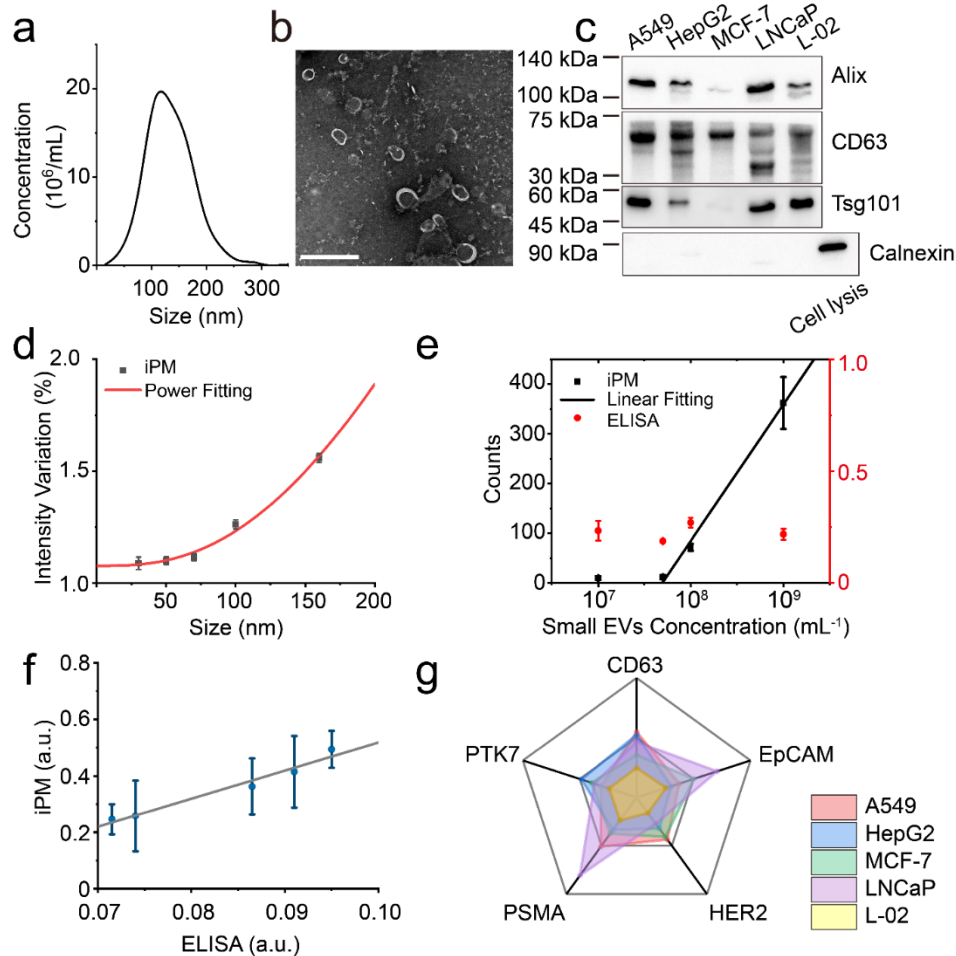 a
Concentration
(10⁶/mL)
20
10
0
100
200
300
Size (nm)
b
c
A549
HepG2
MCF-7
LNCaP
L-02
140 kDa
100 kDa
Alix
75 kDa
30 kDa
CD63
60 kDa
45 kDa
Tsg101
90 kDa
Calnexin
Cell lysis
d
Intensity Variation (%)
2.0
1.5
1.0
iPM
Power Fitting
50
100
150
200
Size (nm)
e
Counts
400
300
200
100
0
iPM
Linear Fitting
ELISA
1.0
0.5
0
10⁷
10⁸
10⁹
Small EVs Concentration (mL⁻¹)
f
iPM (a.u.)
0.8
0.6
0.4
0.2
0
0.07
0.08
0.09
0.10
ELISA (a.u.)
g
CD63
PTK7
EpCAM
PSMA
HER2
A549
HepG2
MCF-7
LNCaP
L-02